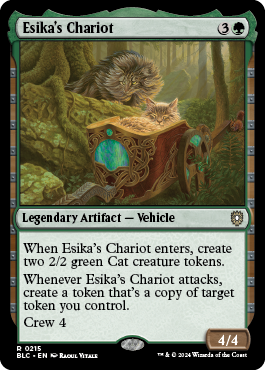 Esika's Chariot 3
Legendary Artifact — Vehicle
When Esika's Chariot enters, create
two 2/2 green Cat creature tokens.
Whenever Esika's Chariot attacks,
create a token that's a copy of target
token you control.
Crew 4
4/4
R 0215
BLC • EN Raoul Vitale
™ & © 2024 Wizards of the Coast